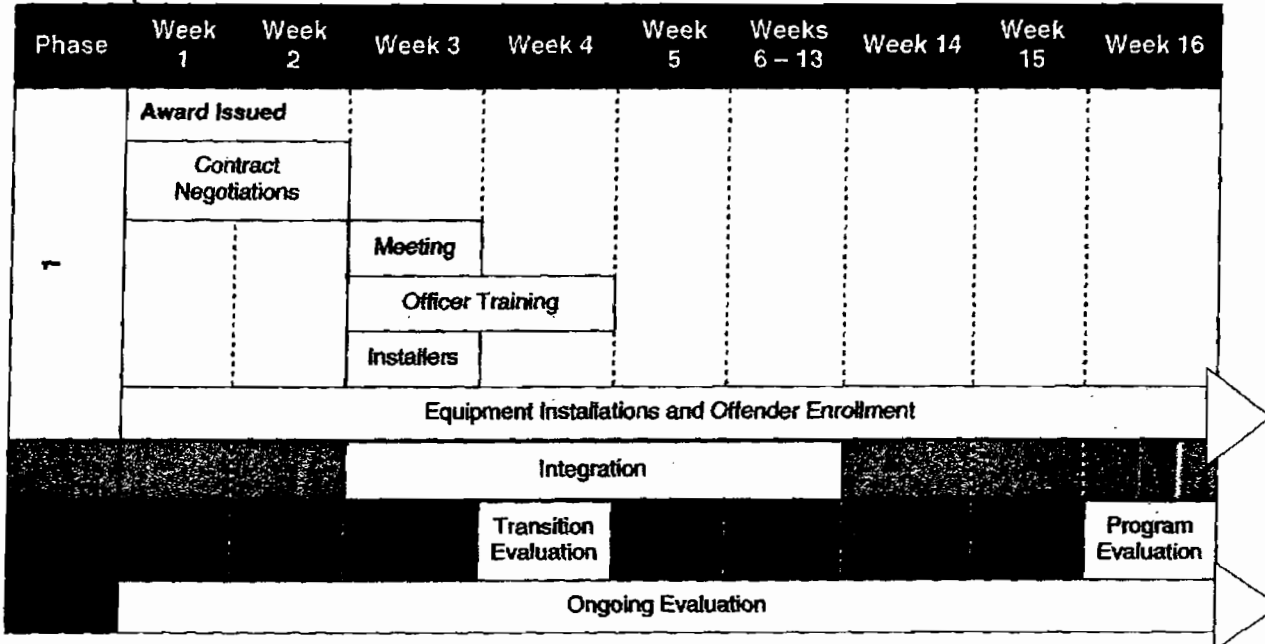 Phase Week 1 Week 2 Week 3 Week 4 Week 5 Weeks 6 – 13 Week 14 Week 15 Week 16
Award Issued
Contract
Negotiations
Meeting
Officer Training
Installers
Equipment Installations and Offender Enrollment
Integration
Transition
Evaluation
Program
Evaluation
Ongoing Evaluation